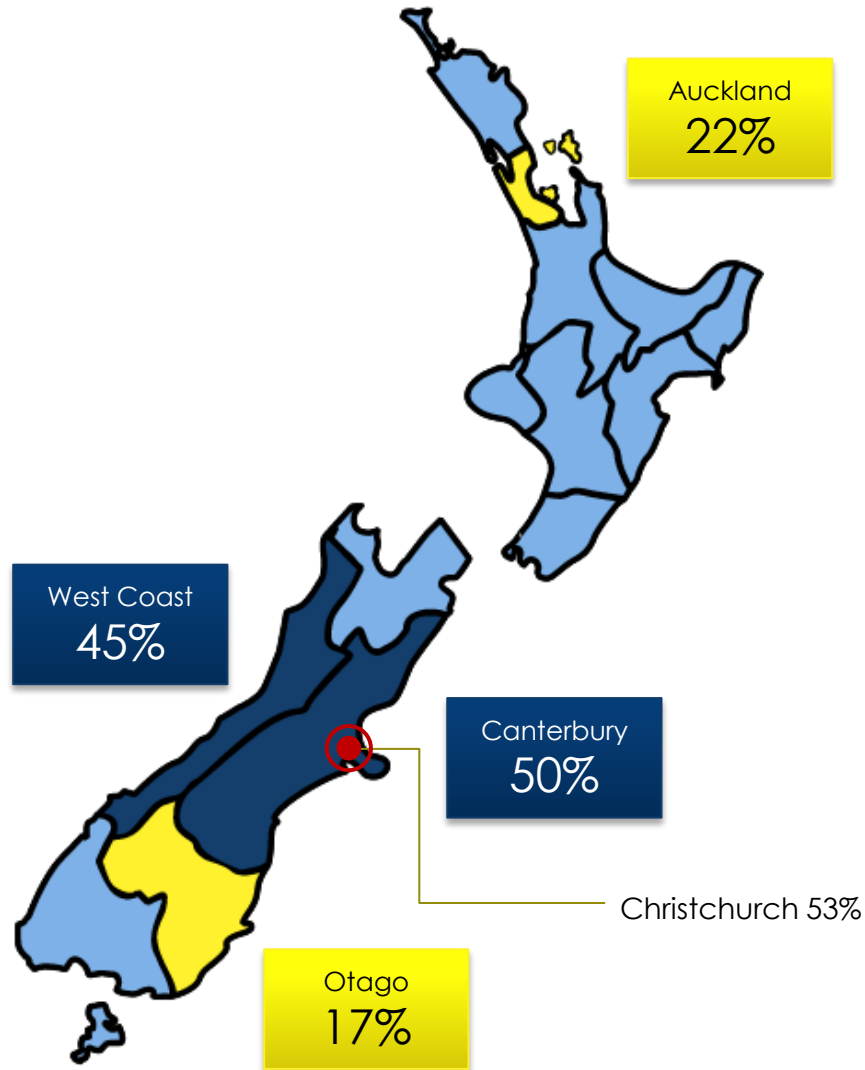 Auckland
22%
West Coast
45%
Canterbury
50%
Christchurch 53%
Otago
17%